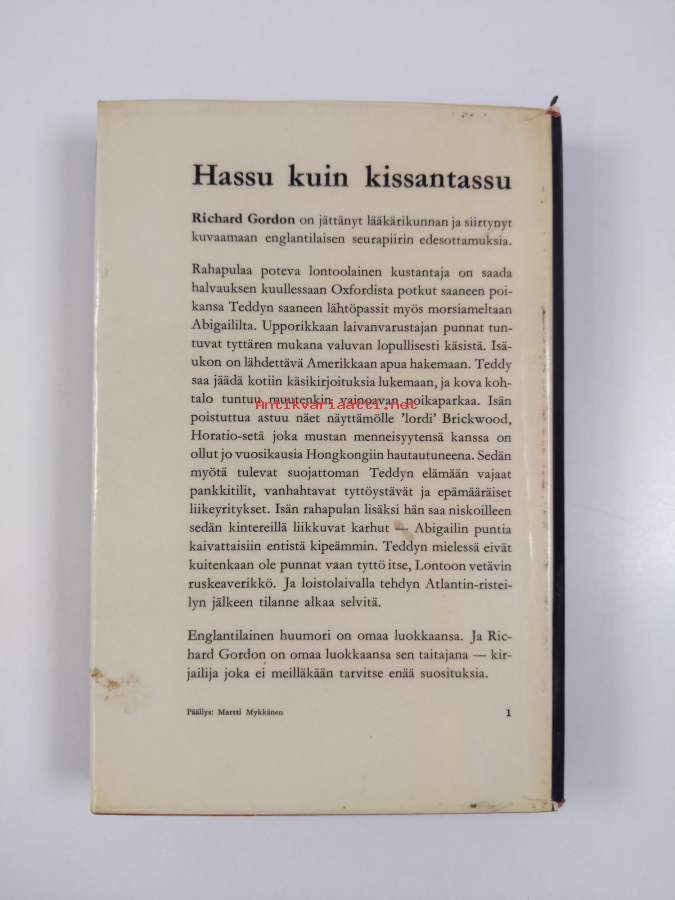 Hassu kuin kissantassu
Richard Gordon on jättänyt lääkärikunnan ja siirtynyt
kuvaamaan englantilaisen seurapiirin edesottamuksia.
Rahapulaa poteva lontoolainen kustantaja on saada
halvauksen kuullessaan Oxfordista potkut saaneen poi-
kansa Teddyn saaneen lähtöpassit myös morsiameltaan
Abigaililta. Upporikkaan laivanvarustajan punnat tun-
tuvat tyttären mukana valuvan lopullisesti käsistä. Isä-
ukon on lähdettävä Amerikkaan apua hakemaan. Teddy
saa jäädä kotiin käsikirjoituksia lukemaan, ja kova koh-
talo tuntuu muutenkin vainoavan poikaparkaa. Isän
Antikvariaatti.net
poistuttua astuu näet näyttämölle 'lordi' Brickwood,
Horatio-setä joka mustan menneisyytensä kanssa on
ollut jo vuosikausia Hongkongiin hautautuneena. Sedän
myötä tulevat suojattoman Teddyn elämään vajaat
pankkitilit, vanhahtavat tyttöystävät ja epämääräiset
liikeyritykset. Isän rahapulan lisäksi hän saa niskoilleen
sedän kintereillä liikkuvat karhut — Abigailin puntia
kaivattaisiin entistä kipeämmin. Teddyn mielessä eivät
kuitenkaan ole punnat vaan tyttö itse, Lontoon vetävin
ruskeaverikkö. Ja loistolaivalla tehdyn Atlantin-ristei-
lyn jälkeen tilanne alkaa selvitä.
Englantilainen huumori on omaa luokkaansa. Ja Ric-
hard Gordon on omaa luokkaansa sen taitajana — kir-
jailija joka ei meilläkään tarvitse enää suosituksia.
Päällys: Martti Mykkänen 1